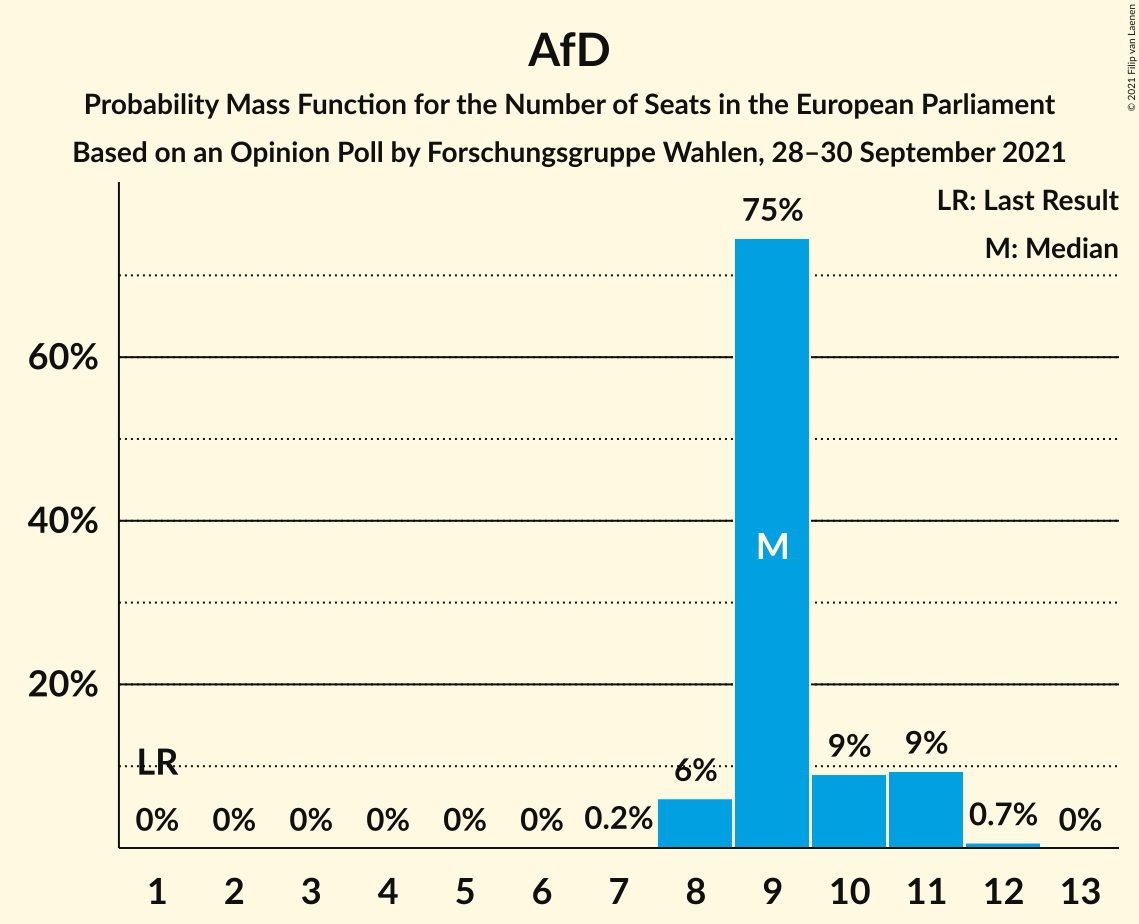 AfD
Probability Mass Function for the Number of Seats in the European Parliament
Based on an Opinion Poll by Forschungsgruppe Wahlen, 28–30 September 2021
© 2021 Filip van Laenen
LR: Last Result
M: Median
75%
60%
40%
M
20%
LR
0% 0% 0% 0% 0% 0% 0.2% 6% 9% 9% 0.7% 0%
1 2 3 4 5 6 7 8 9 10 11 12 13